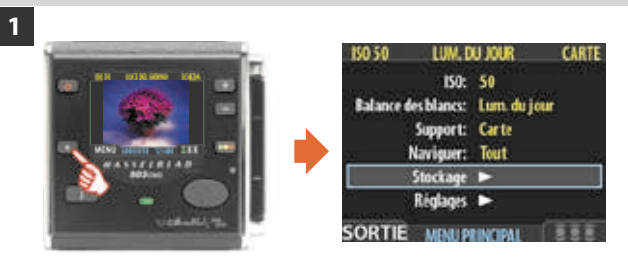 1
MENU
HASSELBLAD
ISO 50 LUM. DU JOUR CARTE
ISO: 50
Balance des blancs: Lum. du jour
Support: Carte
Naviguer: Tout
Stockage ►
Réglages ►
SORTIE MENU PRINCIPAL